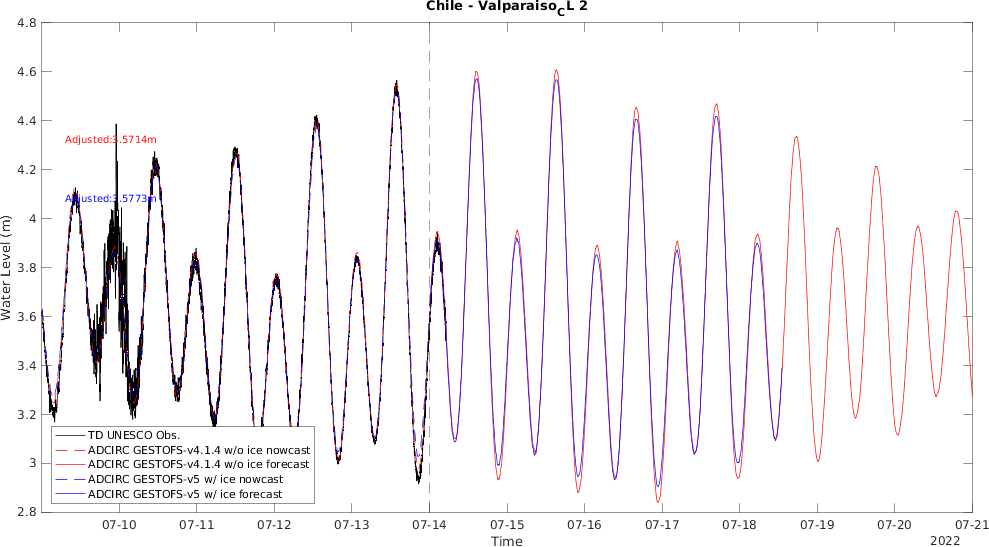 Chile - Valparaiso_CL 2
4.8
4.6
4.4
4.2
4
3.8
3.6
3.4
3.2
3
2.8
Water Level (m)
Adjusted:3.5714m
Adjusted:3.5773m
TD UNESCO Obs.
ADCIRC GESTOFS-v4.1.4 w/o ice nowcast
ADCIRC GESTOFS-v4.1.4 w/o ice forecast
ADCIRC GESTOFS-v5 w/ ice nowcast
ADCIRC GESTOFS-v5 w/ ice forecast
07-10 07-11 07-12 07-13 07-14 07-15 07-16 07-17 07-18 07-19 07-20 07-21
Time
2022